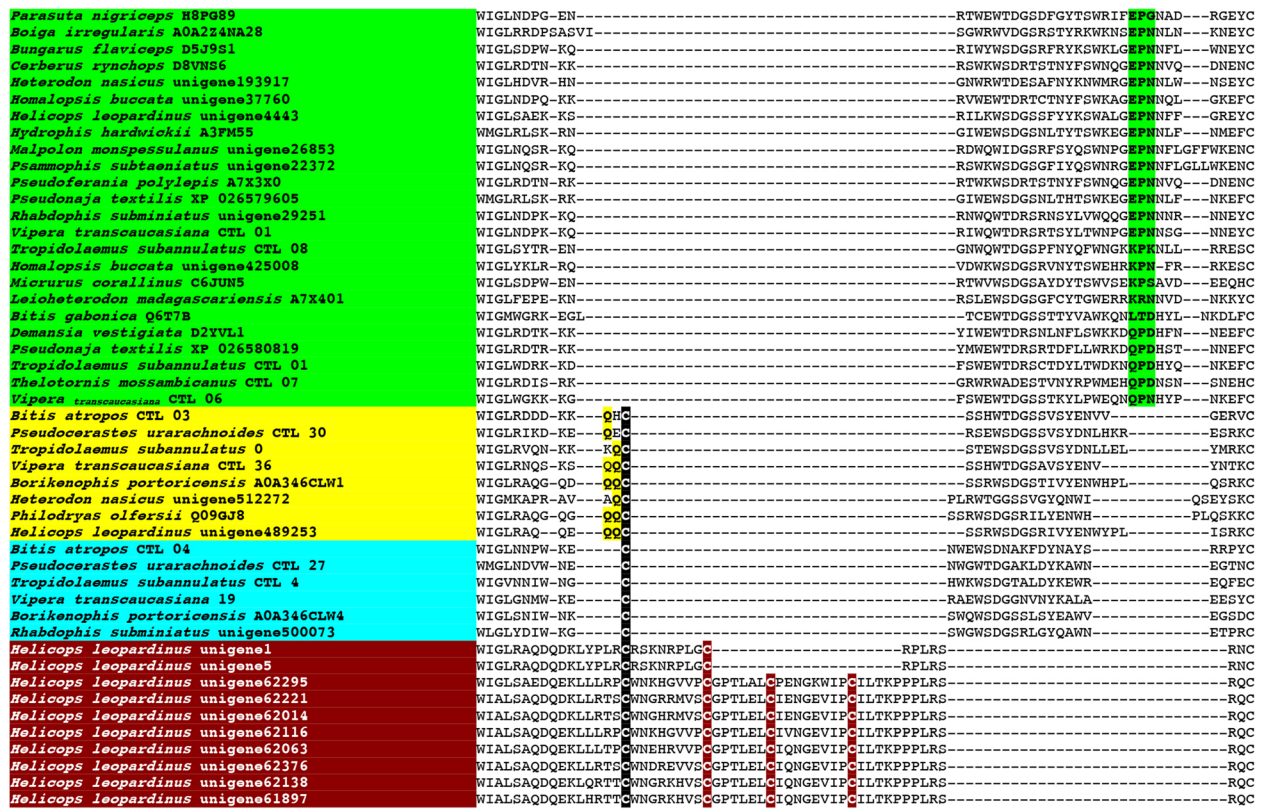 Parasuta nigriceps H8PG89 WIGLNDPG-EN----------------------------------------------RTWEWTDGSDFGYTSWRIFEPGNAD--RGEYC
Boiga irregularis A0A2Z4NA28 WIGLRRDPSASVI--------------------------------------------SGWRWVDGSRSTYRKWKNSEPNNLN---KNEYC
Bungarus flaviceps D5J9S1 WIGLSDPW-KQ----------------------------------------------RIWYWSDGSRFRYKSWKLGEPNNFL---WNEYC
Cerberus rynchops D8VNS6 WIGLRDTN-KK----------------------------------------------RSWKWSDRTSTNYFSWNQGEPNNVQ--DNENC
Heterodon nasicus unigene193917 WIGLHDVR-HN----------------------------------------------GNWRWTDESAFNYKNWMRGEPNNLW---NSEYC
Homalopsis buccata unigene37760 WIGLNDPQ-KK----------------------------------------------RVWEWTDRTCTNYFSWKAGEPNNQL---GKEFC
Helicops leopardinus unigene4443 WIGLSAEK-KS----------------------------------------------RILKWSDGSSFYYKSWALGEPNNFF---GREYC
Hydrophis hardwickii A3FM55 WMGLRLSK-RN----------------------------------------------GIWEWSDGSNLTYTSWKEGEPNNLF---NMEFC
Malpolon monspessulanus unigene26853 WIGLNQSR-KQ----------------------------------------------RDWQWIDGSRFSYQSWNPGEPNNFLGFFWKENC
Psammophis subtaeniatus unigene22372 WIGLNQSR-KQ----------------------------------------------RSWKWSDGSGFIYQSWNRGEPNNFLGLLWKENC
Pseudoferania polylepis A7X3X0 WIGLRDTN-RK----------------------------------------------RTWKWSDRTSTNYFSWNQGEPNNVQ---DNENC
Pseudonaja textilis XP 026579605 WMGLRLSK-RK----------------------------------------------GIWEWSDGSNLTHTSWKEGEPNNLF---NKEFC
Rhabdophis subminiatus unigene29251 WIGLNDPK-KQ----------------------------------------------RNWQWTDRSRNSYLVWQQGEPNNNR---NNEYC
Vipera transcaucasiana CTL 01 WIGLNDPK-KQ----------------------------------------------RIWQWTDRSRTSYLTWNPGEPNNSG---NNEYC
Tropidolaemus subannulatus CTL 08 WIGLSYTR-EN----------------------------------------------GNWQWTDGSPFNYQFWNGKKPKNLL---RRESC
Homalopsis buccata unigene425008 WIGLYKLR-RQ----------------------------------------------VDWKWSDGSRVNYTSWEHRKPN-FR---RKESC
Micrurus corallinus C6JUN5 WIGLSDPR-ST----------------------------------------------RTWVWSDGSAYDYTSWVSEKPSAVD---EEQHC
Leioheterodon madagascariensis A7X401 WIGLFEPE-KN----------------------------------------------RSLEWSDGSGFCYTGWERRKRNNVD---NKKYC
Bitis gabonica Q6T7B WIGMWGRK-EGL---------------------------------------------TCEWSDGSSTTYVAWKQNLTDHYL---NKDLFC
Demansia vestigiata D2YVL1 WIGLRDTK-KK----------------------------------------------YIWEWTDRSNLNFLSWKKDQPDHFN---NEEFC
Pseudonaja textilis XP 026580819 WIGLRDTR-KK----------------------------------------------YMWEWTDRSRTDFLLWRKDQPDHST---NNEFC
Tropidolaemus subannulatus CTL 01 WIGLWDRK-KD----------------------------------------------FSWEWTDRSCTDYLTWDKNQPDHYQ---NKEFC
Thelotornis mossambicanus CTL 07 WIGLRDIS-RK----------------------------------------------GRWRWADESTVNYRPWMEHQPDNSN---SNEHC
Vipera transcaucasiana CTL 06 WIGLWGKK-KG----------------------------------------------FSWEWTDGSSTKYLPWEQNQPNHYP---NKEFC
Bitis atropos CTL 03 WIGLRDDD-KK QHC-----------------------------------SSHWTDGSSVSYENVV------------GERVC
Pseudocerastes urarachnoides CTL 30 WIGLRIKD-KE QEC-----------------------------------RSEWSDGSSVSYDNLHKR---------ESRKC
Tropidolaemus subannulatus 0 WIGLRVQN-KK KQC-----------------------------------SSEWSDGSSVSYDNLLEL---------YMRKC
Vipera transcaucasiana CTL 36 WIGLRNQS-KS QQC-----------------------------------SSHWTDGSAVSYENV------------YNTKC
Borikenophis portoricensis A0A346CLW1 WIGLRAQGQ-QD QQC-----------------------------------SSRWSDGSTIVYENWHPL---------QSRKC
Heterodon nasicus unigene512272 WIGMKAPR-AV AQC---------------------------------PLRWTGGSSVGYQNWI-----------QSEYSKC
Philodryas olfersii Q09GJ8 WIGLRAQG-QG QQC-----------------------------------SSRWSDGSRILYENWH--------PLQSKKC
Helicops leopardinus unigene489253 WIGLRAQ--QE QQC-----------------------------------SSRWSDGSRIVYENWYPL---------ISRKC
Bitis atropos CTL 04 WIGLNNPW-KE C---------------------------------NWEWSDNAKFDYNAYS-----------RRPYC
Pseudocerastes urarachnoides CTL 27 WMGLNDVW-NE C---------------------------------NWGWTDGAKLDYKAWN-----------EGTNC
Tropidolaemus subannulatus CTL 4 WIGVNNIW-NG C---------------------------------HWKWSDGTALDYKEWR-----------EQFEC
Vipera transcaucasiana 19 WIGLGNMW-KE C---------------------------------RAEWSDGGNVNYKALA-----------EESYC
Borikenophis portoricensis A0A346CLW4 WIGLSNIW-NK C---------------------------------SYEWSDGSSLNYQAWV-----------EGSDC
Rhabdophis subminiatus unigene500073 WLGLYDIW-KG C---------------------------------SWGWSDGSRLGYQAWN-----------ETPRC
Helicops leopardinus unigene1 WIGLRAQDQDKLYPLRCRSKNRPLGC--------------------RPLRS------------------------------RNC
Helicops leopardinus unigene5 WIGLRAQDQDKLYPLRCRSKNRPLGC--------------------RPLRS------------------------------RNC
Helicops leopardinus unigene62295 WIGLSAEDQEKLLLRPCWNKHGVVPCGPTLALCPENGKWIPCILTKPPPLRS-------------------------------RQC
Helicops leopardinus unigene62221 WIALSAQDQDKLLRTSCWNGRRMVSCGPTLELCIENGEVIPCILTKPPPLRS-------------------------------RQC
Helicops leopardinus unigene62014 WIALSAQDQDKLLRTSCWNGHRMVSCGPTLELCIENGEVIPCILTKPPPLRS-------------------------------RQC
Helicops leopardinus unigene62116 WIALSAQDQEKLLLRPCWNKHGVVPCGPTLELCIVNGEVIPCILTKPPPLRS-------------------------------RQC
Helicops leopardinus unigene62063 WIALSAQDQEKLLLTPCWNEHRVVPCGPTLELCIQNGEVIPCILTKPPPLRS-------------------------------RQC
Helicops leopardinus unigene62376 WIALSAQDQEKLLRTSCWNDREVVSCGPTLELCIQNGEVIPCILTKPPPLRS-------------------------------RQC
Helicops leopardinus unigene62138 WIALSAQDQEKLQRTTCWNGRKHVSCGPTLELCIQNGEVIPCILTKPPPLRS-------------------------------RQC
Helicops leopardinus unigene61897 WIALSAQDQEKLHRTTCWNGRKHVSCGPTLELCIQNGEVIPCILTKPPPLRS-------------------------------RQC